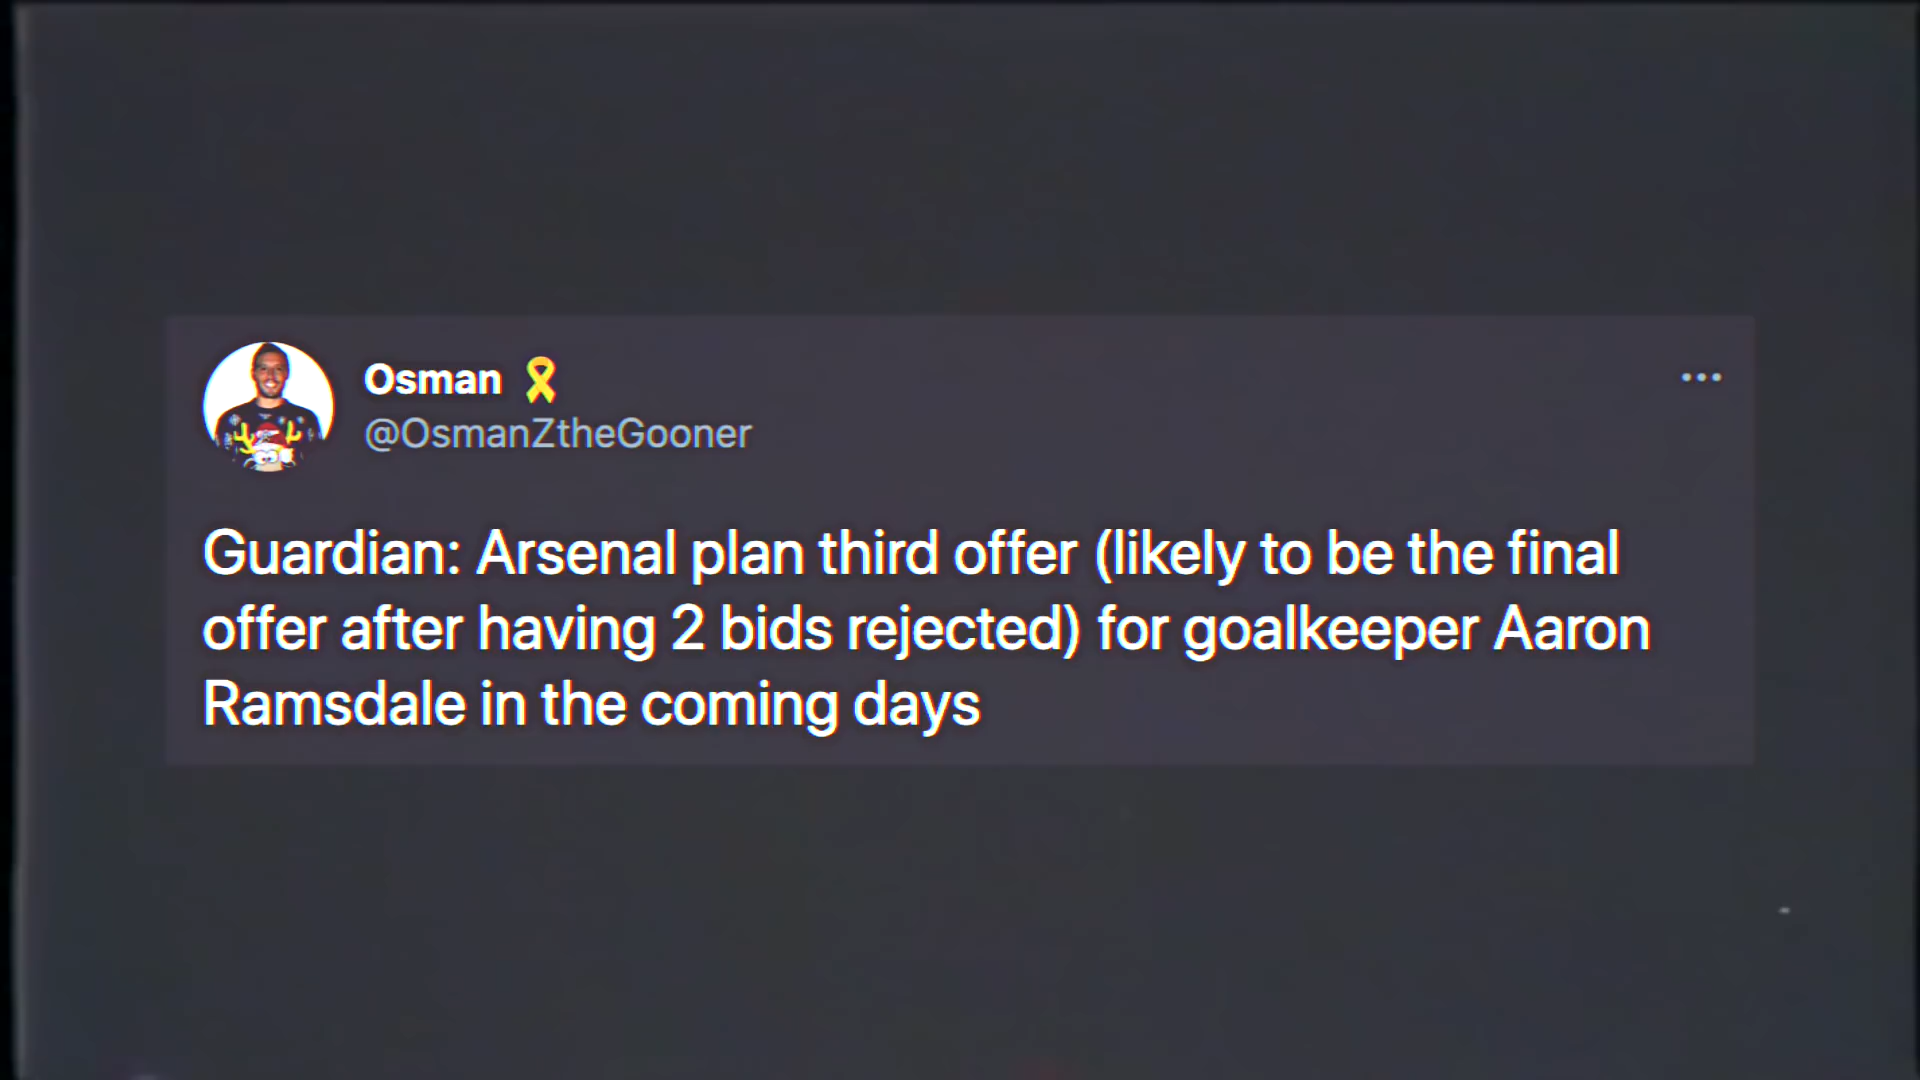 Osman 🎗
@OsmanZtheGooner
Guardian: Arsenal plan third offer (likely to be the final
offer after having 2 bids rejected) for goalkeeper Aaron
Ramsdale in the coming days